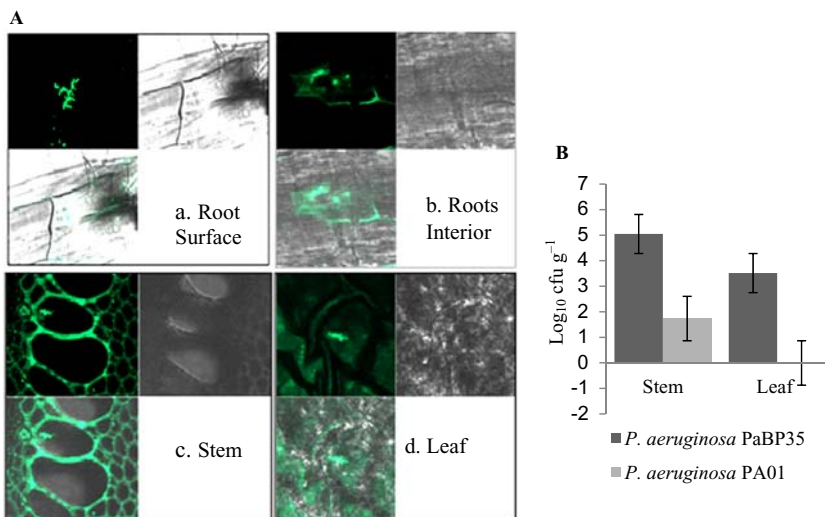 A
a. Root
Surface
b. Roots
Interior
c. Stem
d. Leaf
B
Log₁₀ cfu g⁻¹
7
6
5
4
3
2
1
0
-1
-2
Stem
Leaf
P. aeruginosa PaBP35
P. aeruginosa PA01